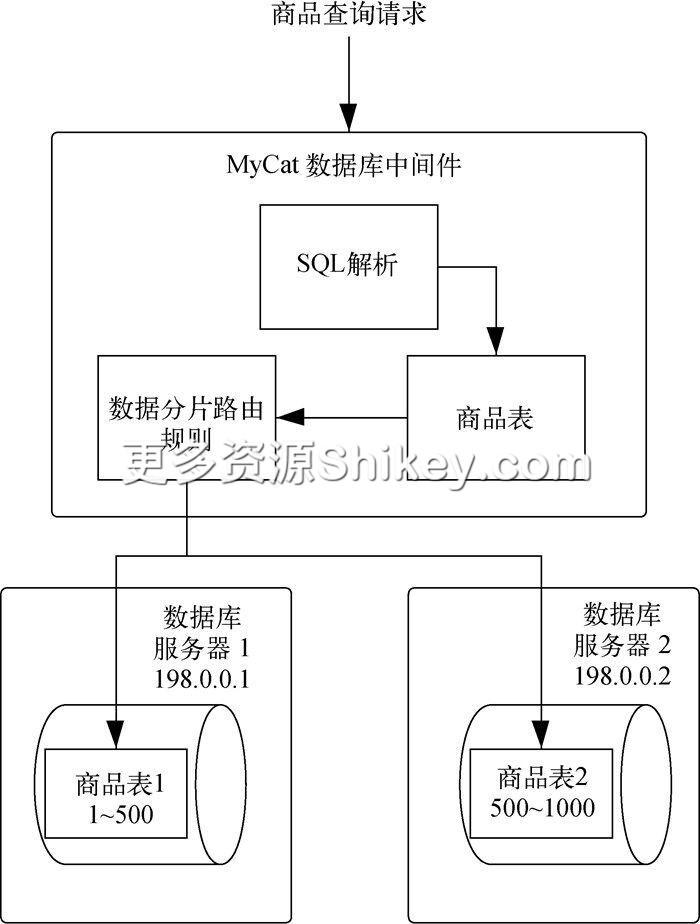 商品查询请求
MyCat 数据库中间件
SQL解析
商品表
数据分片路由
规则
更多资源Shikey.com
数据库
服务器 1
198.0.0.1
商品表1
1~500
数据库
服务器 2
198.0.0.2
商品表2
500~1000